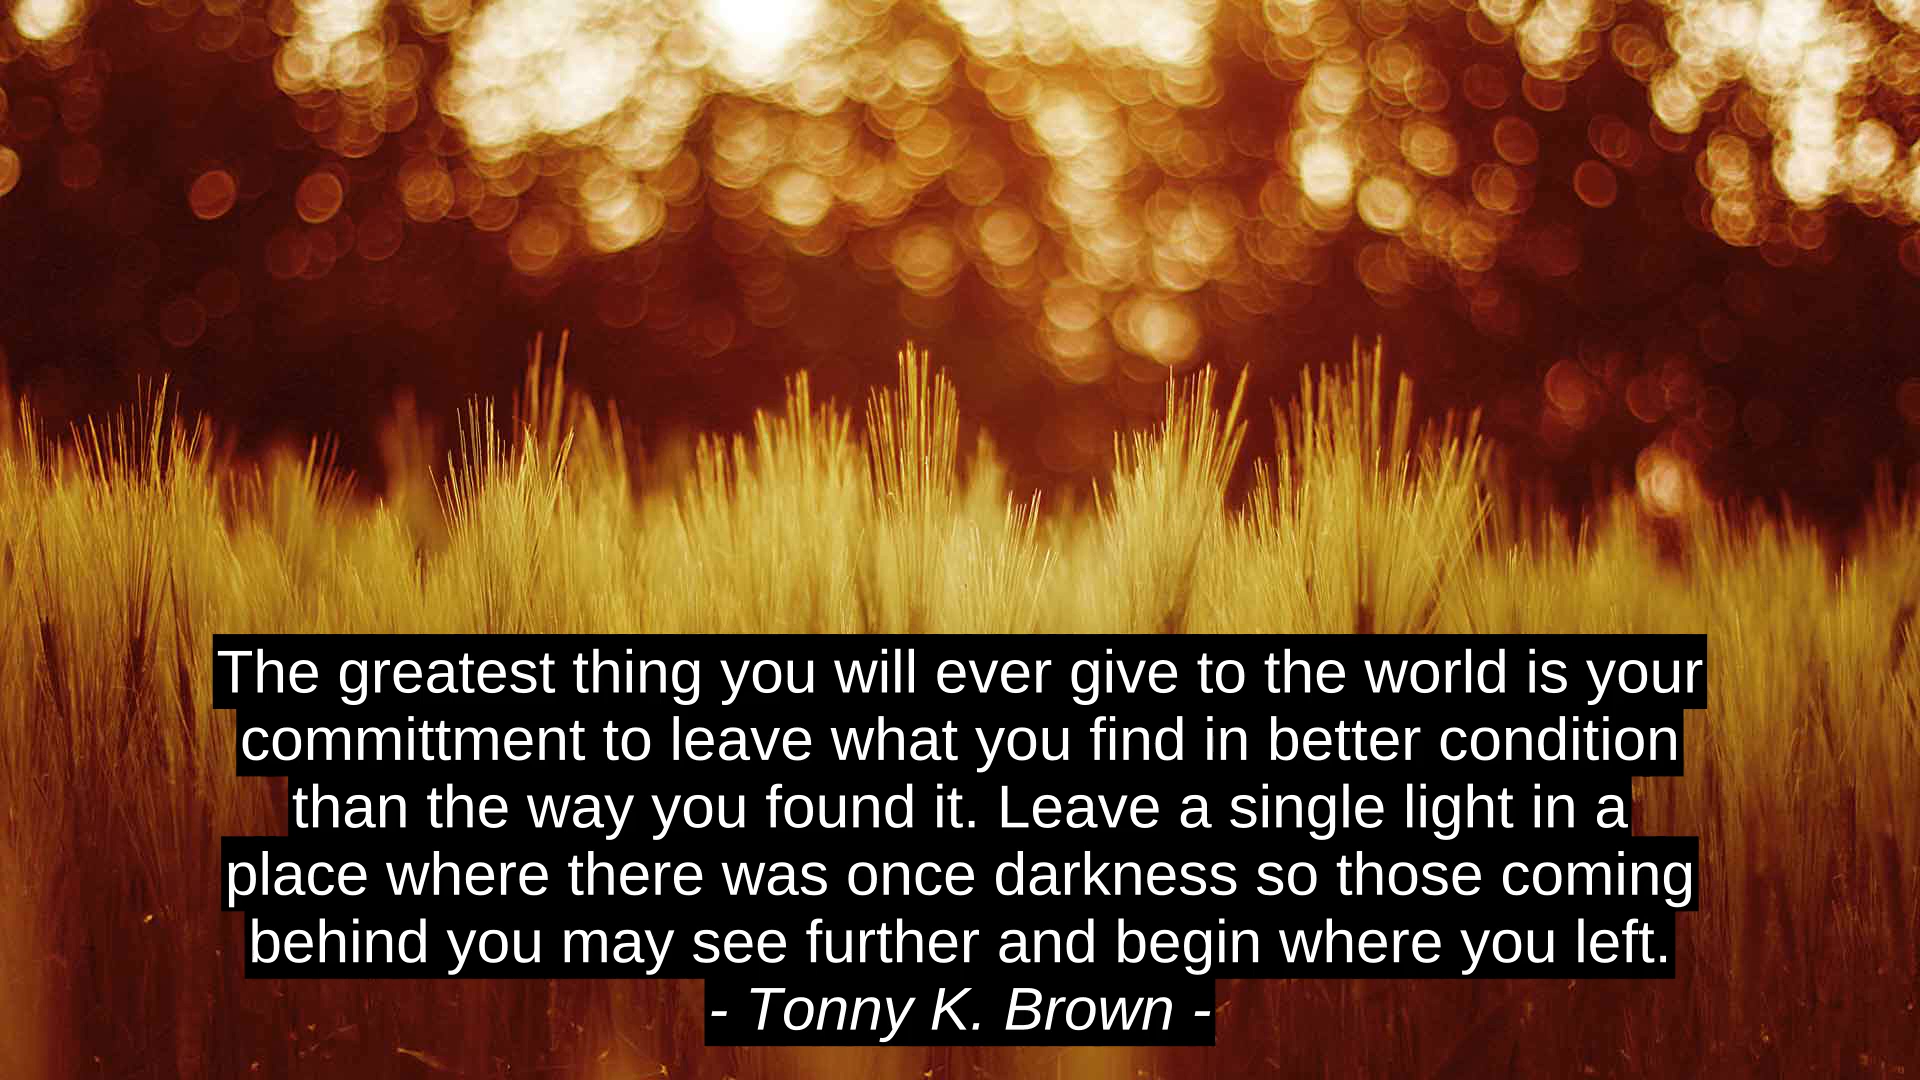 The greatest thing you will ever give to the world is your
committment to leave what you find in better condition
than the way you found it. Leave a single light in a
place where there was once darkness so those coming
behind you may see further and begin where you left.
- Tonny K. Brown -